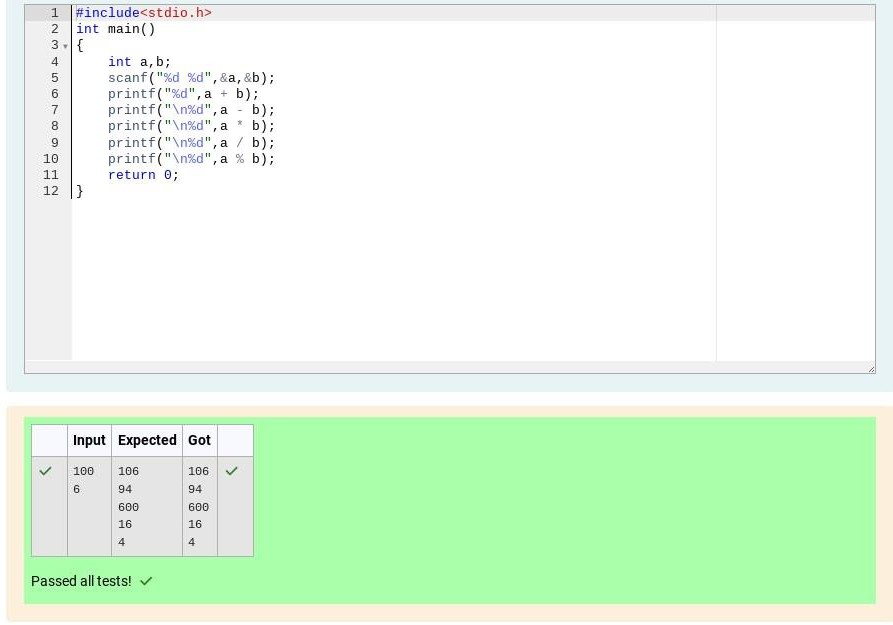 1 #include<stdio.h>
2 int main()
3 {
4     int a,b;
5     scanf("%d %d",&a,&b);
6     printf("%d",a + b);
7     printf("\n%d",a - b);
8     printf("\n%d",a * b);
9     printf("\n%d",a / b);
10     printf("\n%d",a % b);
11     return 0;
12 }
Input Expected Got
100 106 106
6 94 94
600 600
16 16
4 4
Passed all tests!